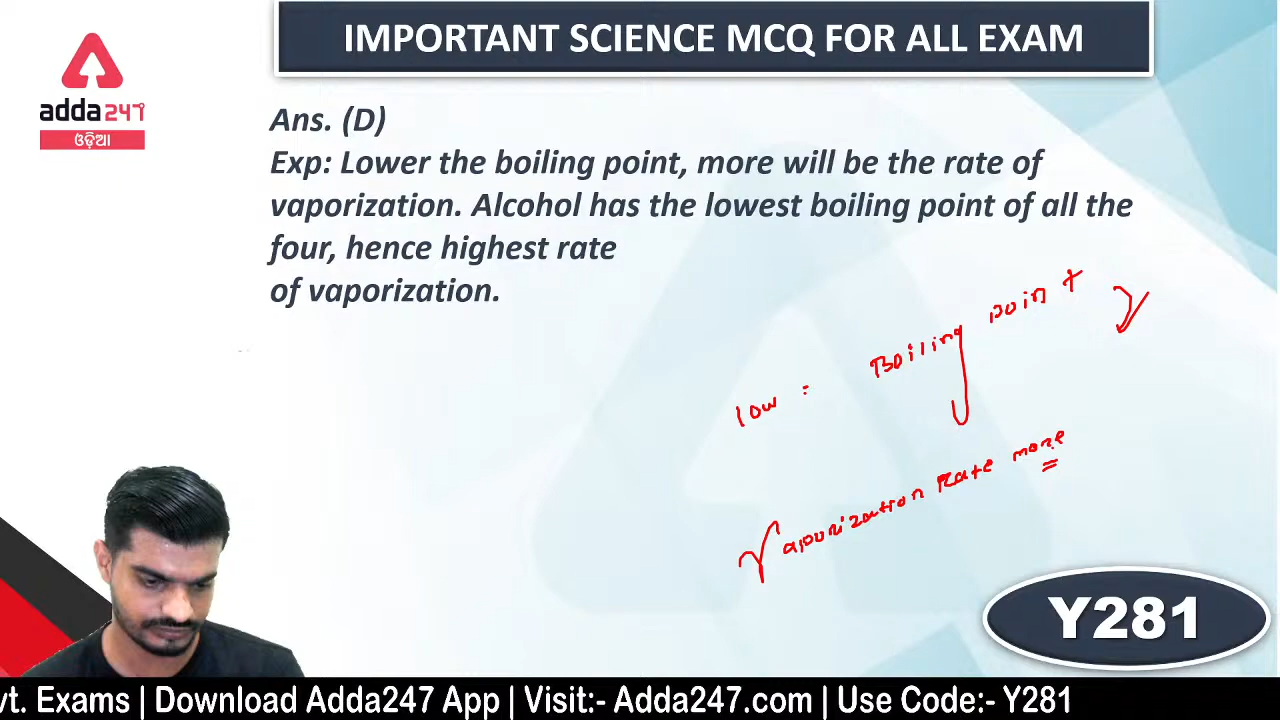 IMPORTANT SCIENCE MCQ FOR ALL EXAM
adda247
ଓଡ଼ିଆ
Ans. (D)
Exp: Lower the boiling point, more will be the rate of
vaporization. Alcohol has the lowest boiling point of all the
four, hence highest rate
of vaporization.
low : Boiling point
Vapourization Rate more
Y281
vt. Exams | Download Adda247 App | Visit:- Adda247.com | Use Code:- Y281